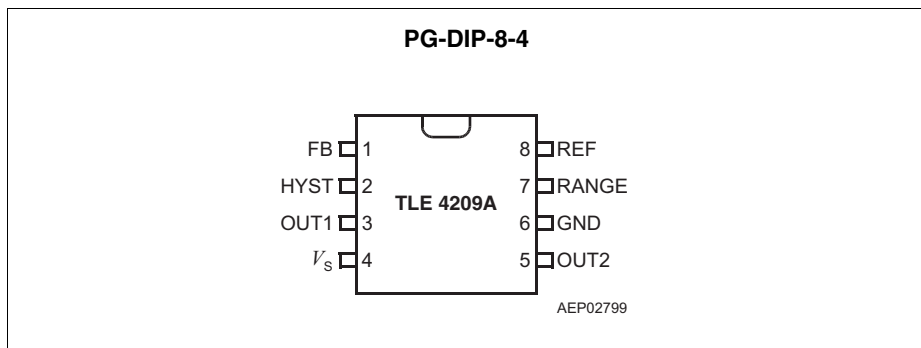 PG-DIP-8-4
FB 1 8 REF
HYST 2 7 RANGE
TLE 4209A
OUT1 3 6 GND
VS 4 5 OUT2
AEP02799